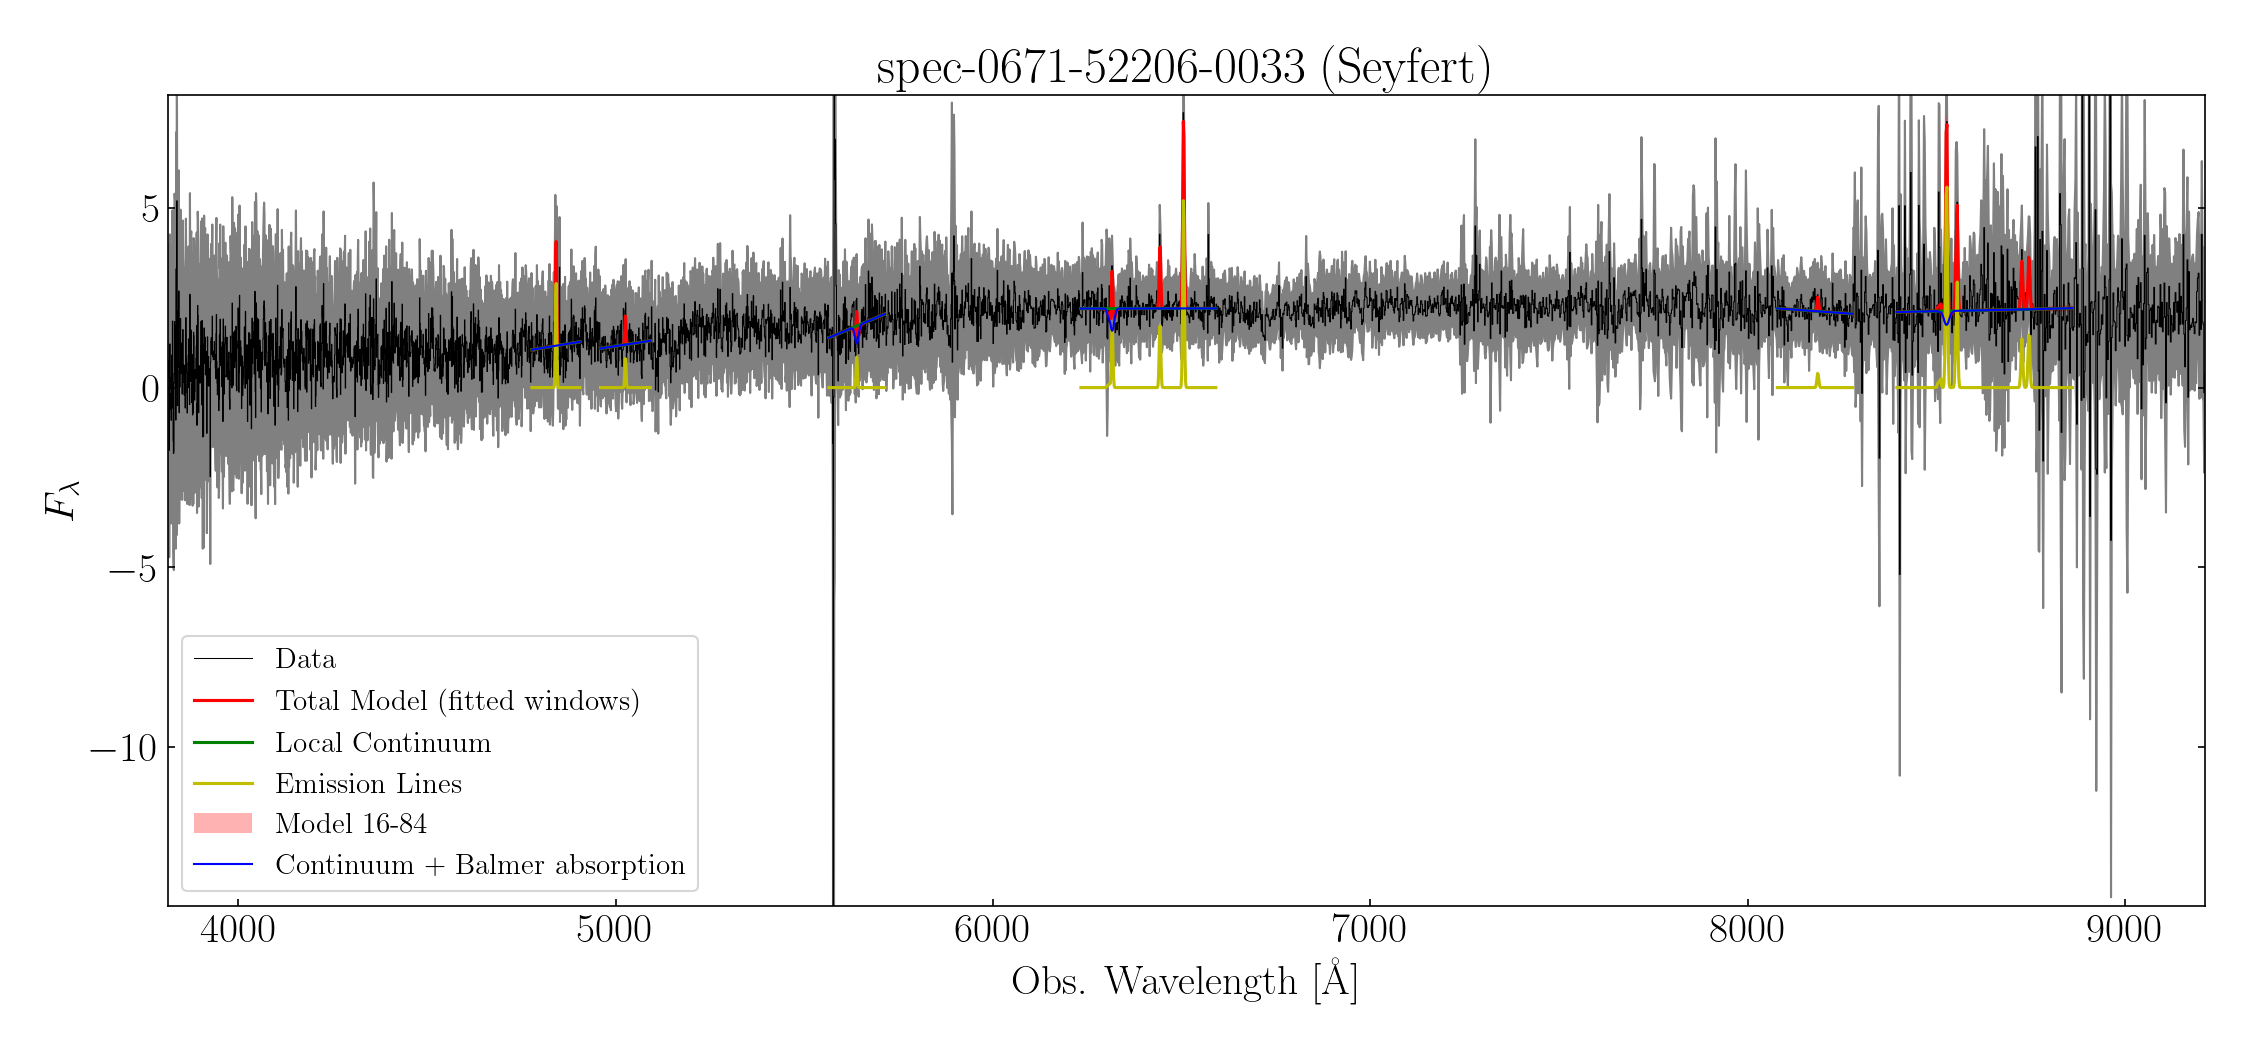 spec-0671-52206-0033 (Seyfert)
5
0
−5
−10
F_λ
Data
Total Model (fitted windows)
Local Continuum
Emission Lines
Model 16-84
Continuum + Balmer absorption
4000 5000 6000 7000 8000 9000
Obs. Wavelength [Å]